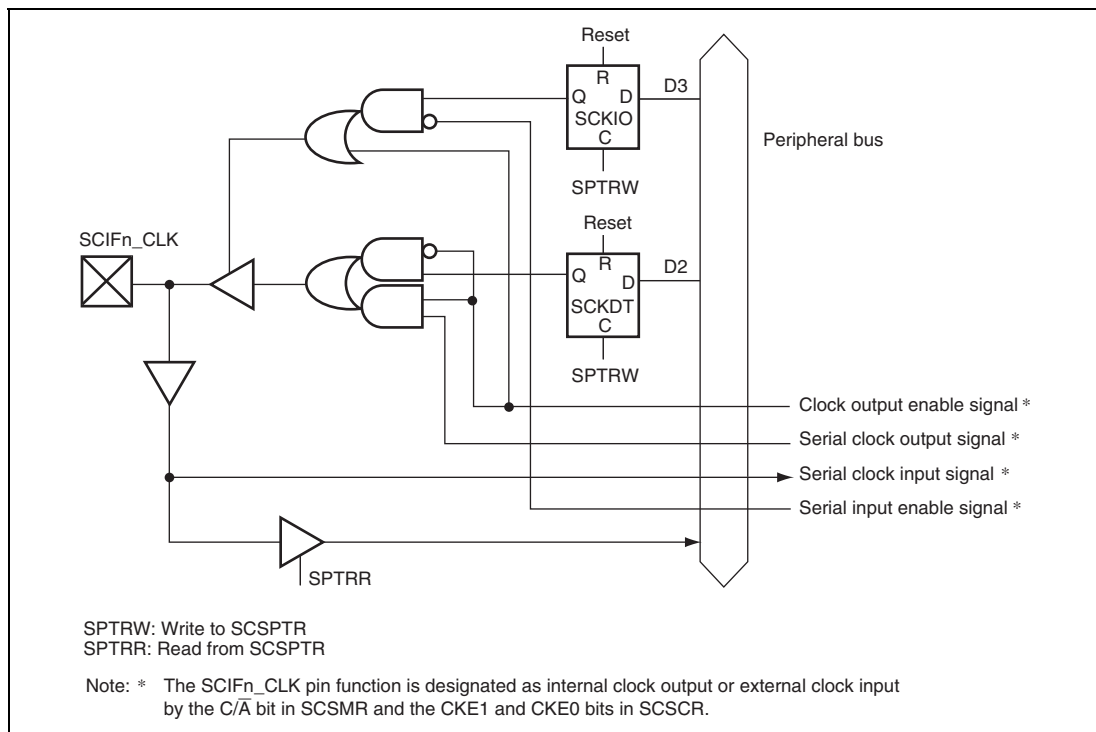 Reset
R
Q D
D3
SCKIO
C
Peripheral bus
SPTRW
Reset
SCIFn_CLK
R
Q D
D2
SCKDT
C
SPTRW
Clock output enable signal *
Serial clock output signal *
Serial clock input signal *
Serial input enable signal *
SPTRR
SPTRW: Write to SCSPTR
SPTRR: Read from SCSPTR
Note: * The SCIFn_CLK pin function is designated as internal clock output or external clock input
by the C/A̅ bit in SCSMR and the CKE1 and CKE0 bits in SCSCR.